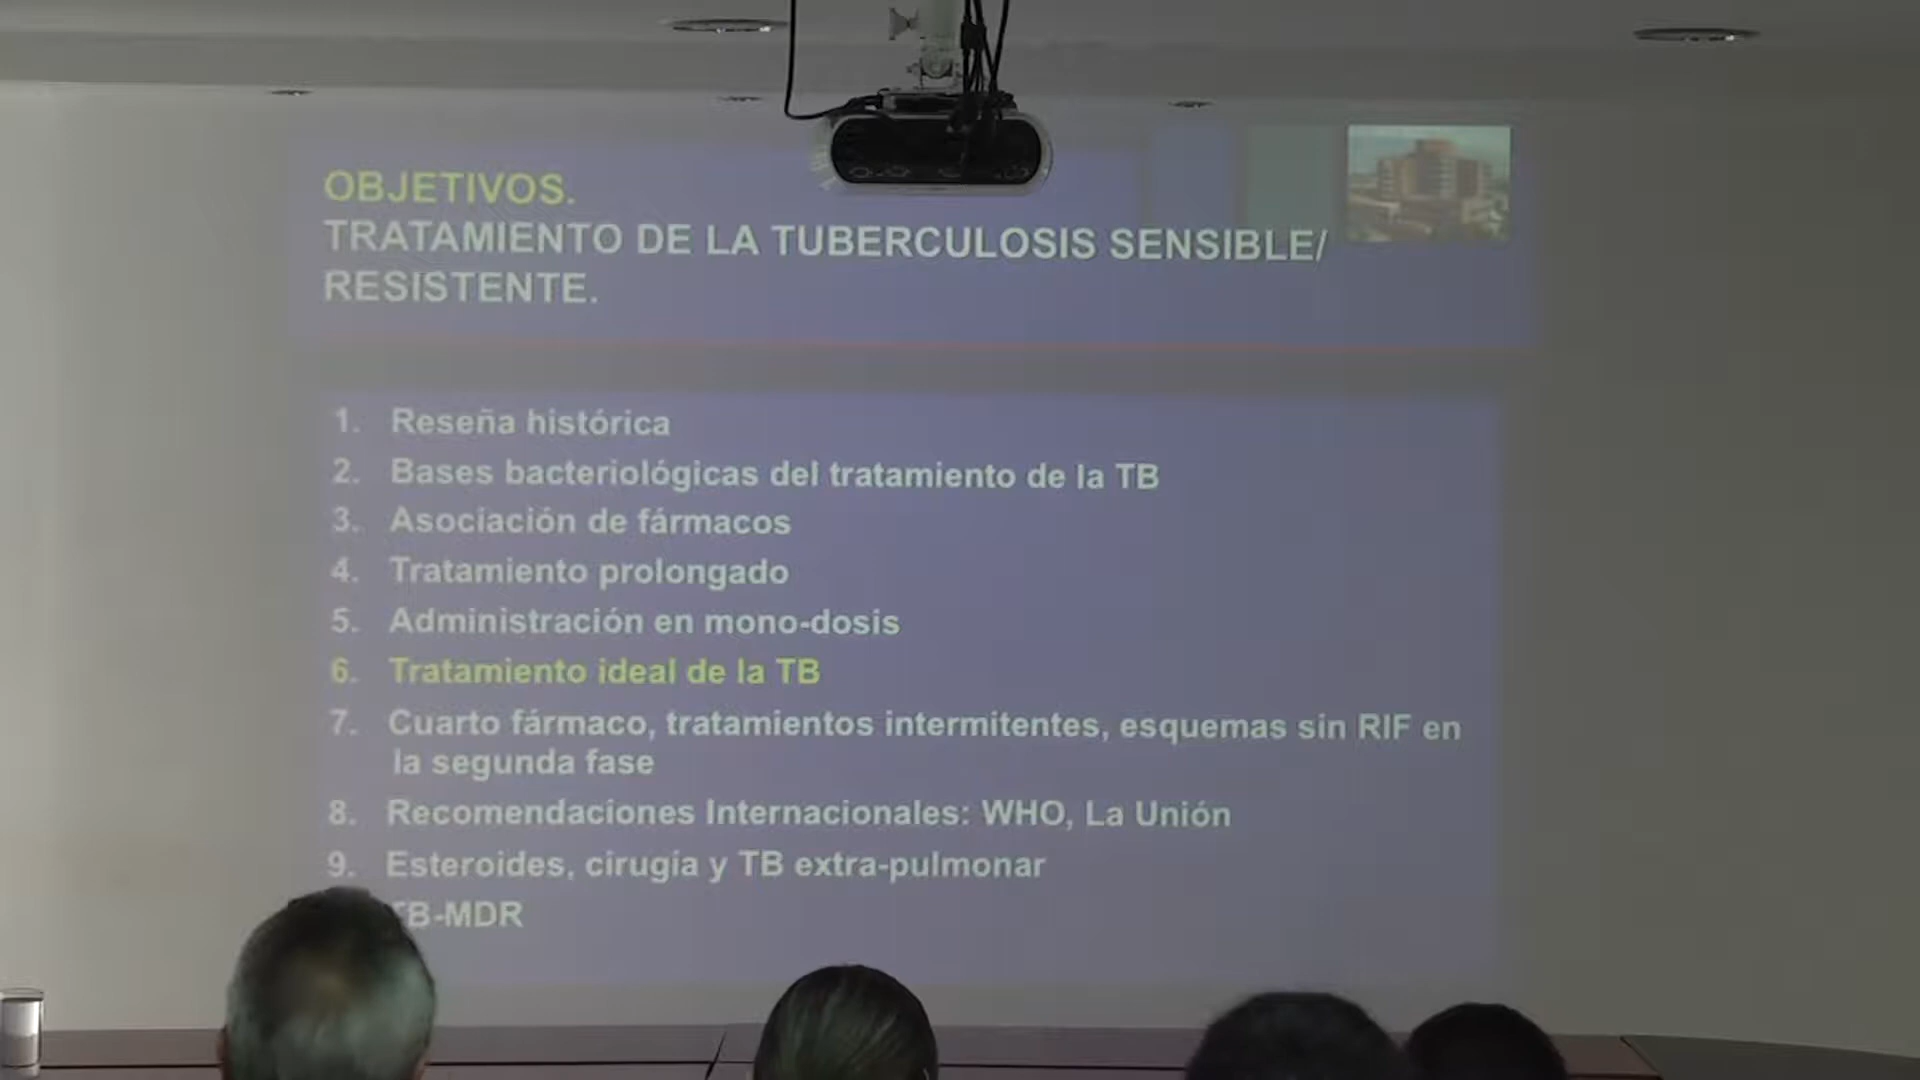 OBJETIVOS.
TRATAMIENTO DE LA TUBERCULOSIS SENSIBLE/
RESISTENTE.
1. Reseña histórica
2. Bases bacteriológicas del tratamiento de la TB
3. Asociación de fármacos
4. Tratamiento prolongado
5. Administración en mono-dosis
6. Tratamiento ideal de la TB
7. Cuarto fármaco, tratamientos intermitentes, esquemas sin RIF en
la segunda fase
8. Recomendaciones Internacionales: WHO, La Unión
9. Esteroides, cirugía y TB extra-pulmonar
TB-MDR